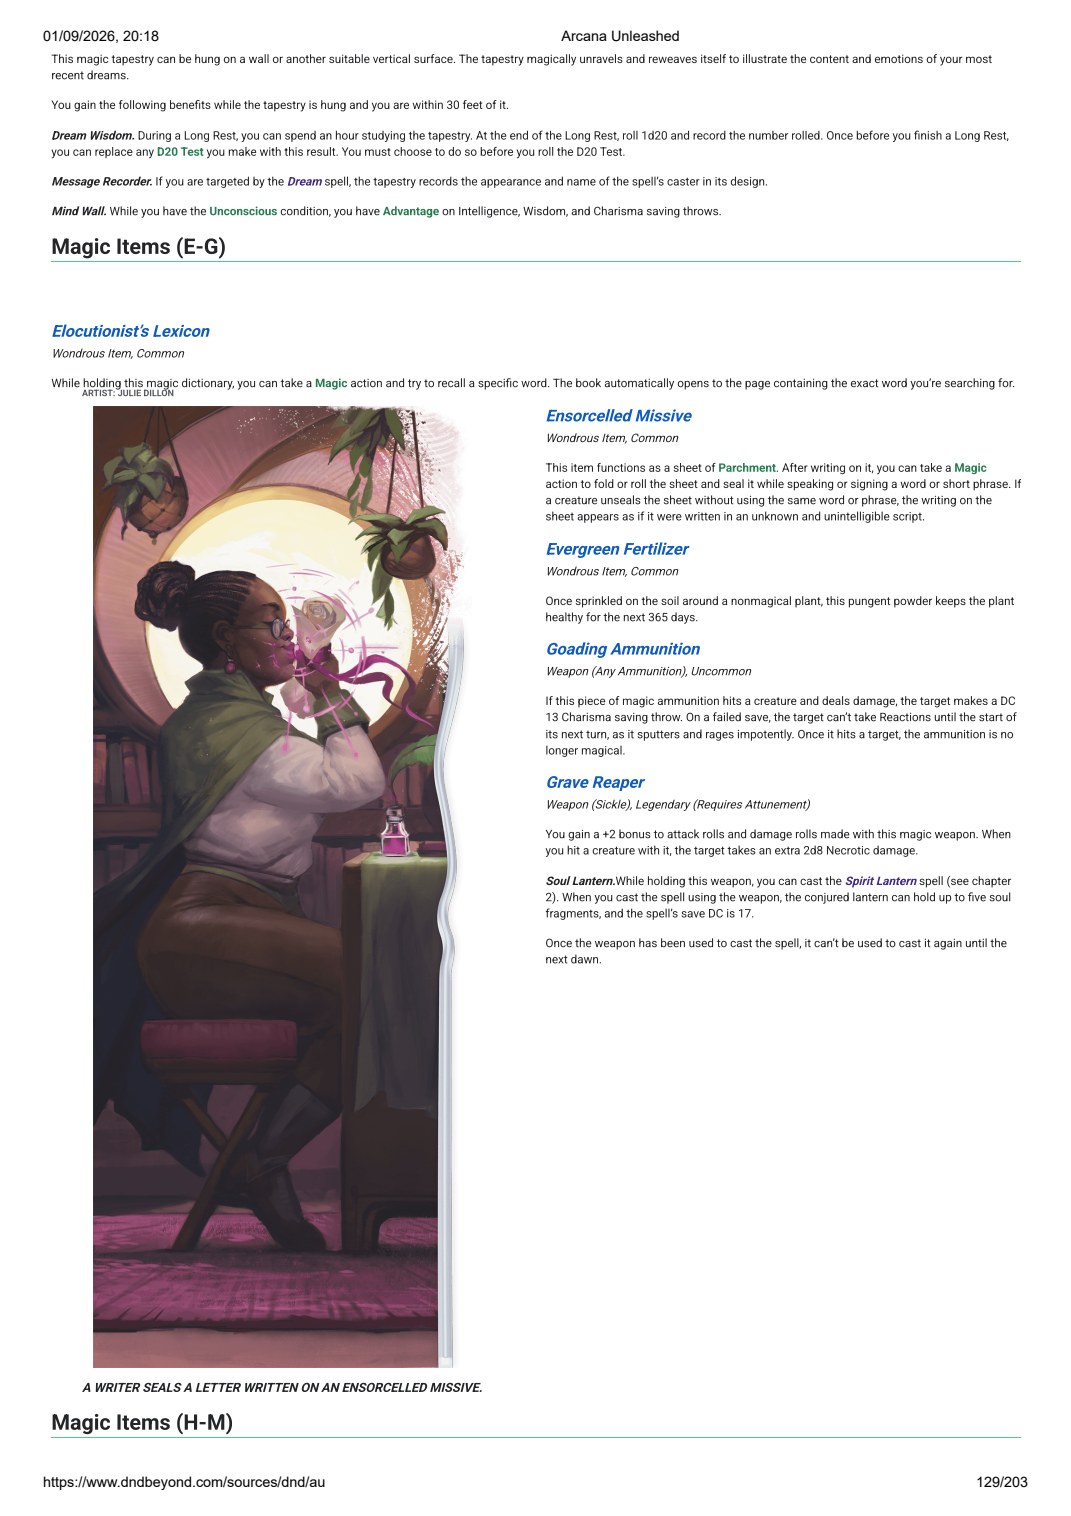 01/09/2026, 20:18
Arcana Unleashed
This magic tapestry can be hung on a wall or another suitable vertical surface. The tapestry magically unravels and reweaves itself to illustrate the content and emotions of your most
recent dreams.
You gain the following benefits while the tapestry is hung and you are within 30 feet of it.
Dream Wisdom. During a Long Rest, you can spend an hour studying the tapestry. At the end of the Long Rest, roll 1d20 and record the number rolled. Once before you finish a Long Rest,
you can replace any D20 Test you make with this result. You must choose to do so before you roll the D20 Test.
Message Recorder. If you are targeted by the Dream spell, the tapestry records the appearance and name of the spell’s caster in its design.
Mind Wall. While you have the Unconscious condition, you have Advantage on Intelligence, Wisdom, and Charisma saving throws.
Magic Items (E-G)
Elocutionist’s Lexicon
Wondrous Item, Common
While holding this magic dictionary, you can take a Magic action and try to recall a specific word. The book automatically opens to the page containing the exact word you’re searching for.
ARTIST: JULIE DILLON
Ensorcelled Missive
Wondrous Item, Common
This item functions as a sheet of Parchment. After writing on it, you can take a Magic
action to fold or roll the sheet and seal it while speaking or signing a word or short phrase. If
a creature unseals the sheet without using the same word or phrase, the writing on the
sheet appears as if it were written in an unknown and unintelligible script.
Evergreen Fertilizer
Wondrous Item, Common
Once sprinkled on the soil around a nonmagical plant, this pungent powder keeps the plant
healthy for the next 365 days.
Goading Ammunition
Weapon (Any Ammunition), Uncommon
If this piece of magic ammunition hits a creature and deals damage, the target makes a DC
13 Charisma saving throw. On a failed save, the target can’t take Reactions until the start of
its next turn, as it sputters and rages impotently. Once it hits a target, the ammunition is no
longer magical.
Grave Reaper
Weapon (Sickle), Legendary (Requires Attunement)
You gain a +2 bonus to attack rolls and damage rolls made with this magic weapon. When
you hit a creature with it, the target takes an extra 2d8 Necrotic damage.
Soul Lantern.While holding this weapon, you can cast the Spirit Lantern spell (see chapter
2). When you cast the spell using the weapon, the conjured lantern can hold up to five soul
fragments, and the spell’s save DC is 17.
Once the weapon has been used to cast the spell, it can’t be used to cast it again until the
next dawn.
A WRITER SEALS A LETTER WRITTEN ON AN ENSORCELLED MISSIVE.
Magic Items (H-M)
https://www.dndbeyond.com/sources/dnd/au
129/203